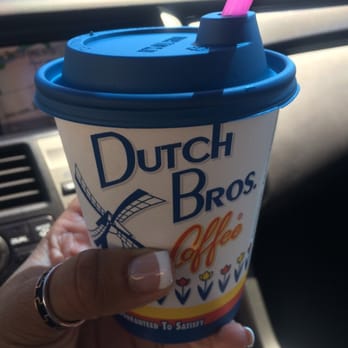 DUTCH
BROS.
Coffee
GUARANTEED TO SATISFY